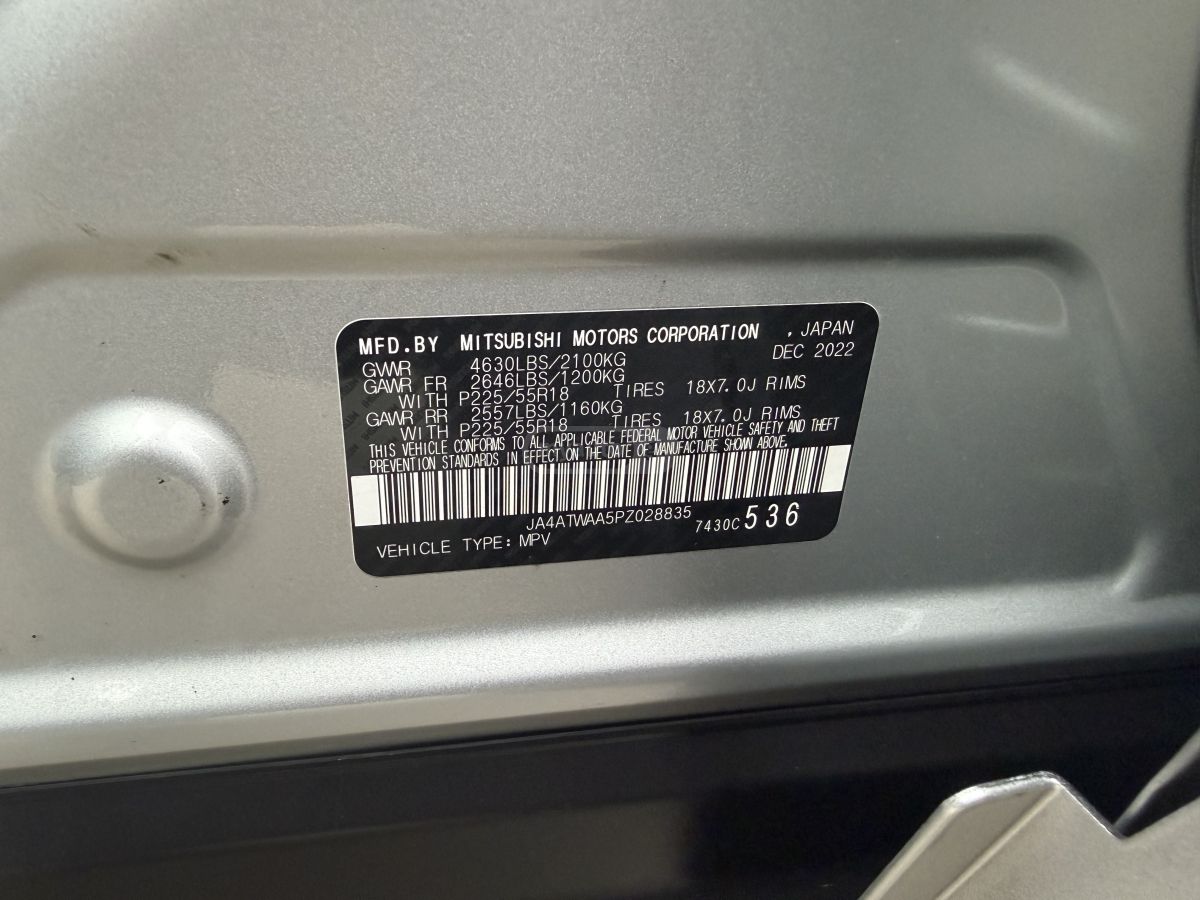 MFD.BY MITSUBISHI MOTORS CORPORATION , JAPAN
DEC 2022
GVWR 4630LBS/2100KG
GAWR FR 2646LBS/1200KG
WITH P225/55R18 TIRES 18X7.0J RIMS
GAWR RR 2557LBS/1160KG
WITH P225/55R18 TIRES 18X7.0J RIMS
THIS VEHICLE CONFORMS TO ALL APPLICABLE FEDERAL MOTOR VEHICLE SAFETY AND THEFT
PREVENTION STANDARDS IN EFFECT ON THE DATE OF MANUFACTURE SHOWN ABOVE.
JA4ATWAA5PZ028835
7430C 536
VEHICLE TYPE: MPV